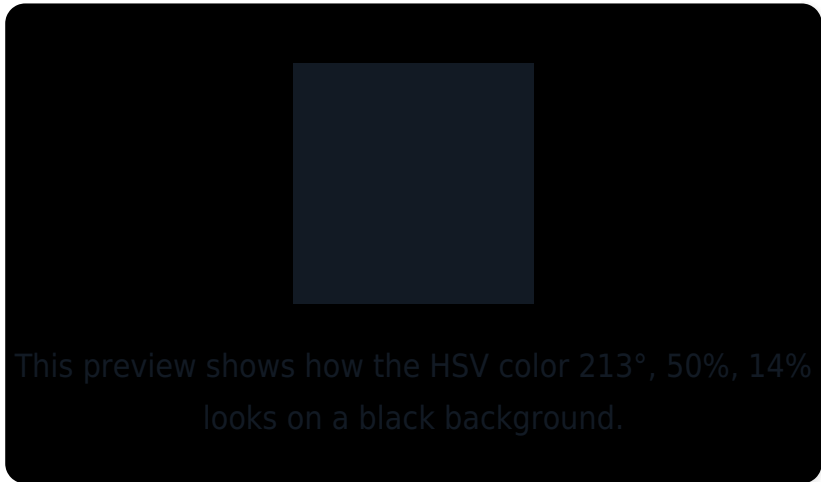 This preview shows how the HSV color 213°, 50%, 14%
looks on a black background.